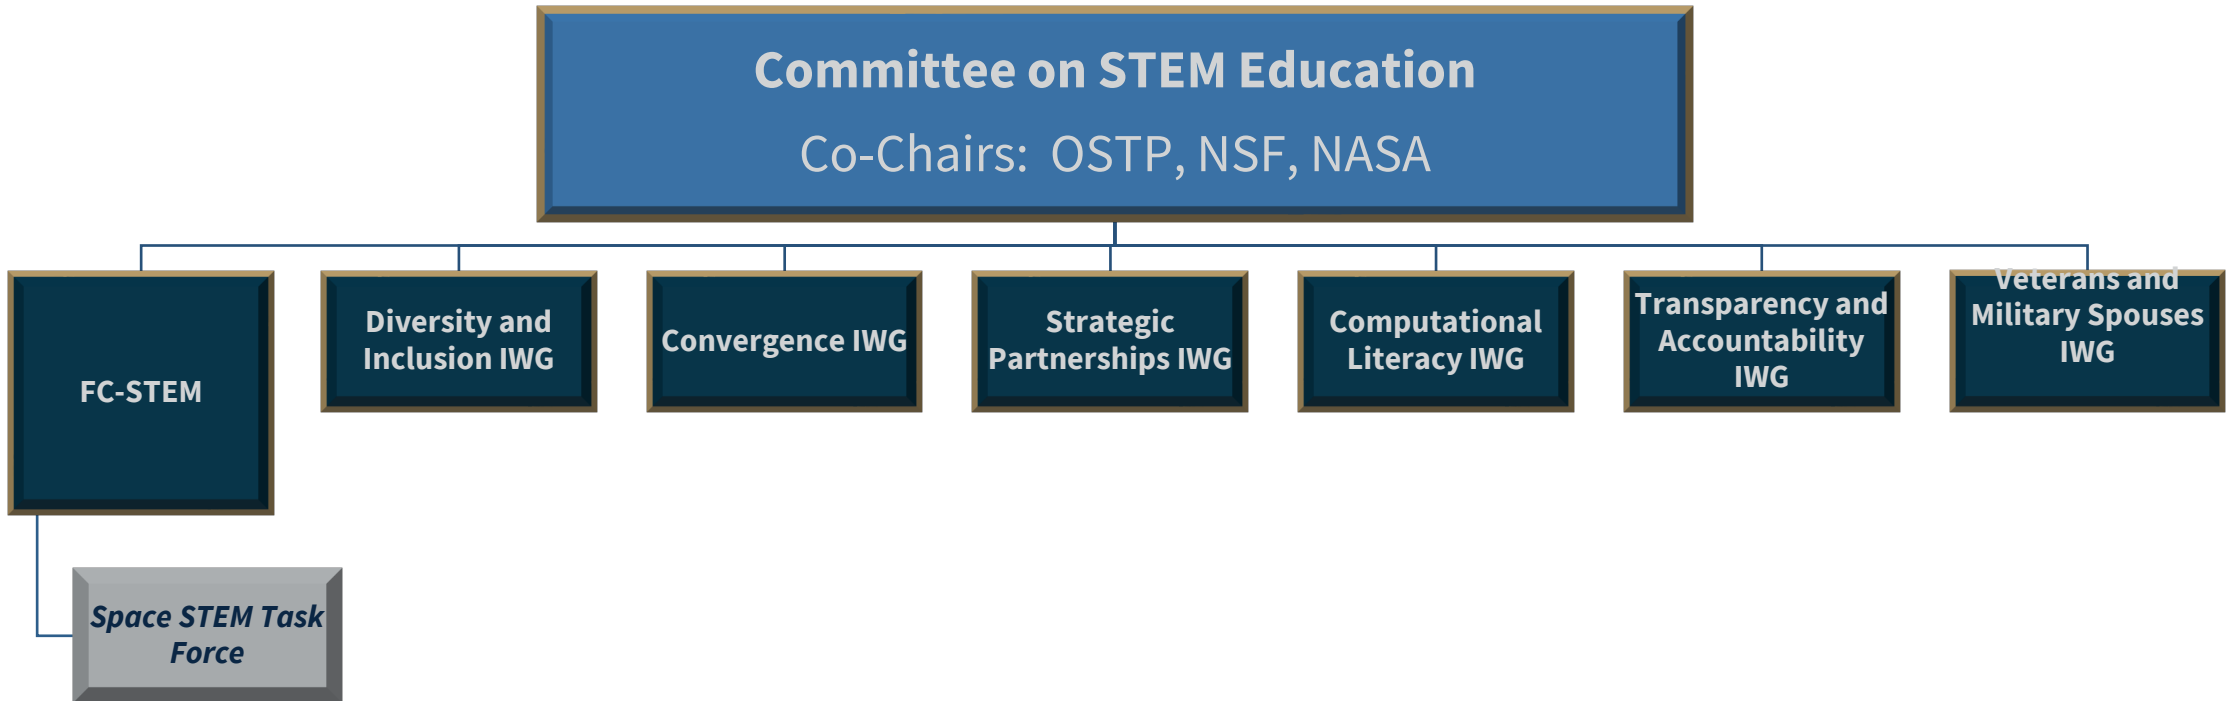 Committee on STEM Education
Co-Chairs: OSTP, NSF, NASA
FC-STEM
Diversity and
Inclusion IWG
Convergence IWG
Strategic
Partnerships IWG
Computational
Literacy IWG
Transparency and
Accountability
IWG
Veterans and
Military Spouses
IWG
Space STEM Task
Force